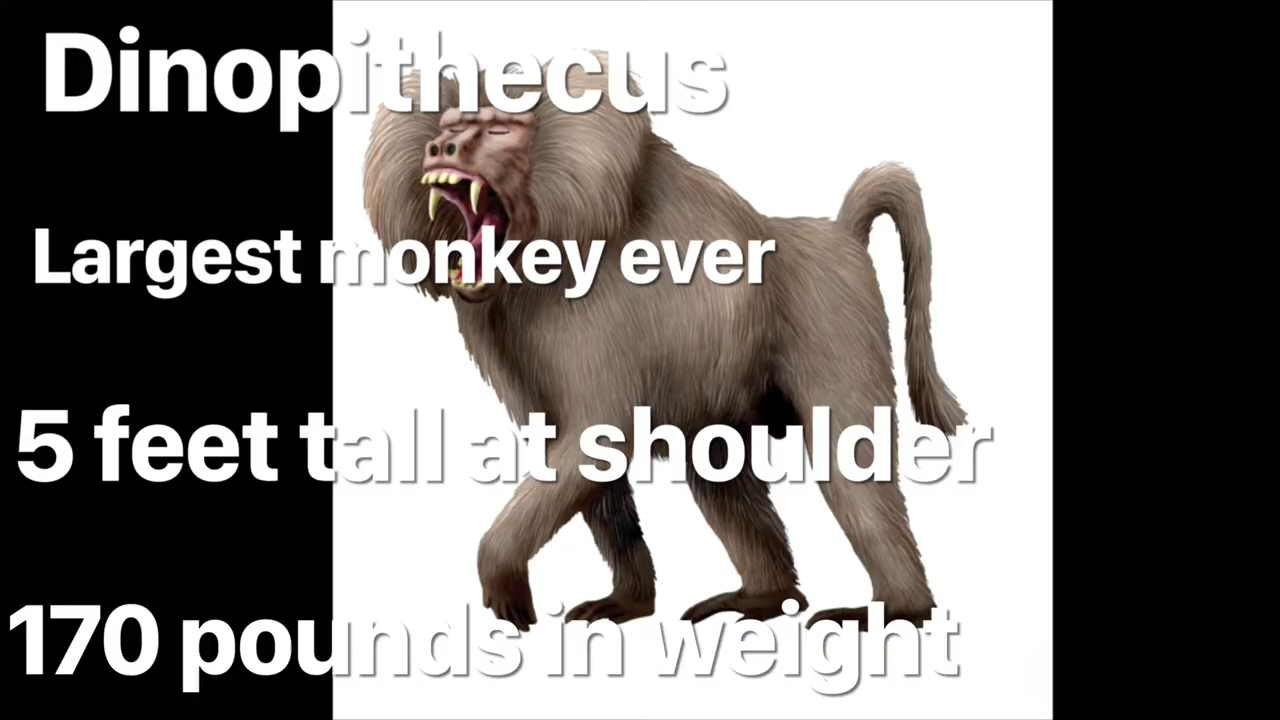 Dinopithecus
Largest monkey ever
5 feet tall at shoulder
170 pounds in weight